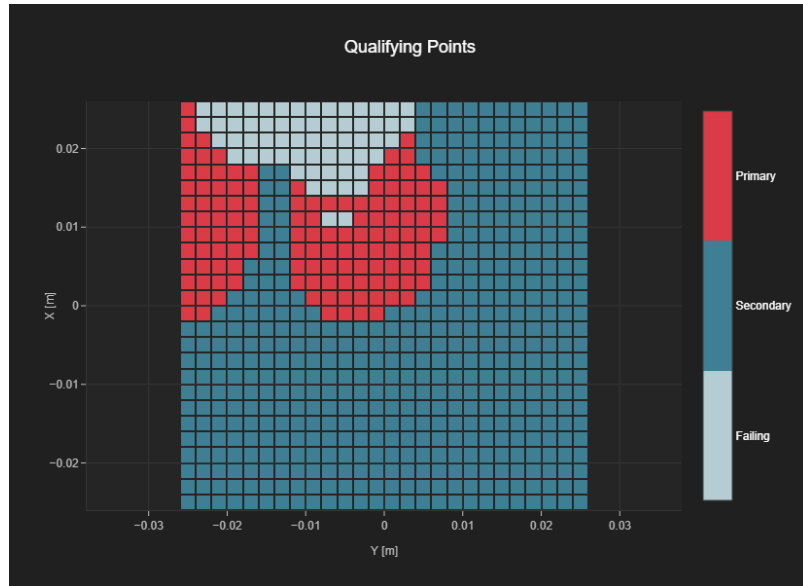 Qualifying Points
Primary
Secondary
Failing
0.02
0.01
0
−0.01
−0.02
X [m]
−0.03
−0.02
−0.01
0
0.01
0.02
0.03
Y [m]